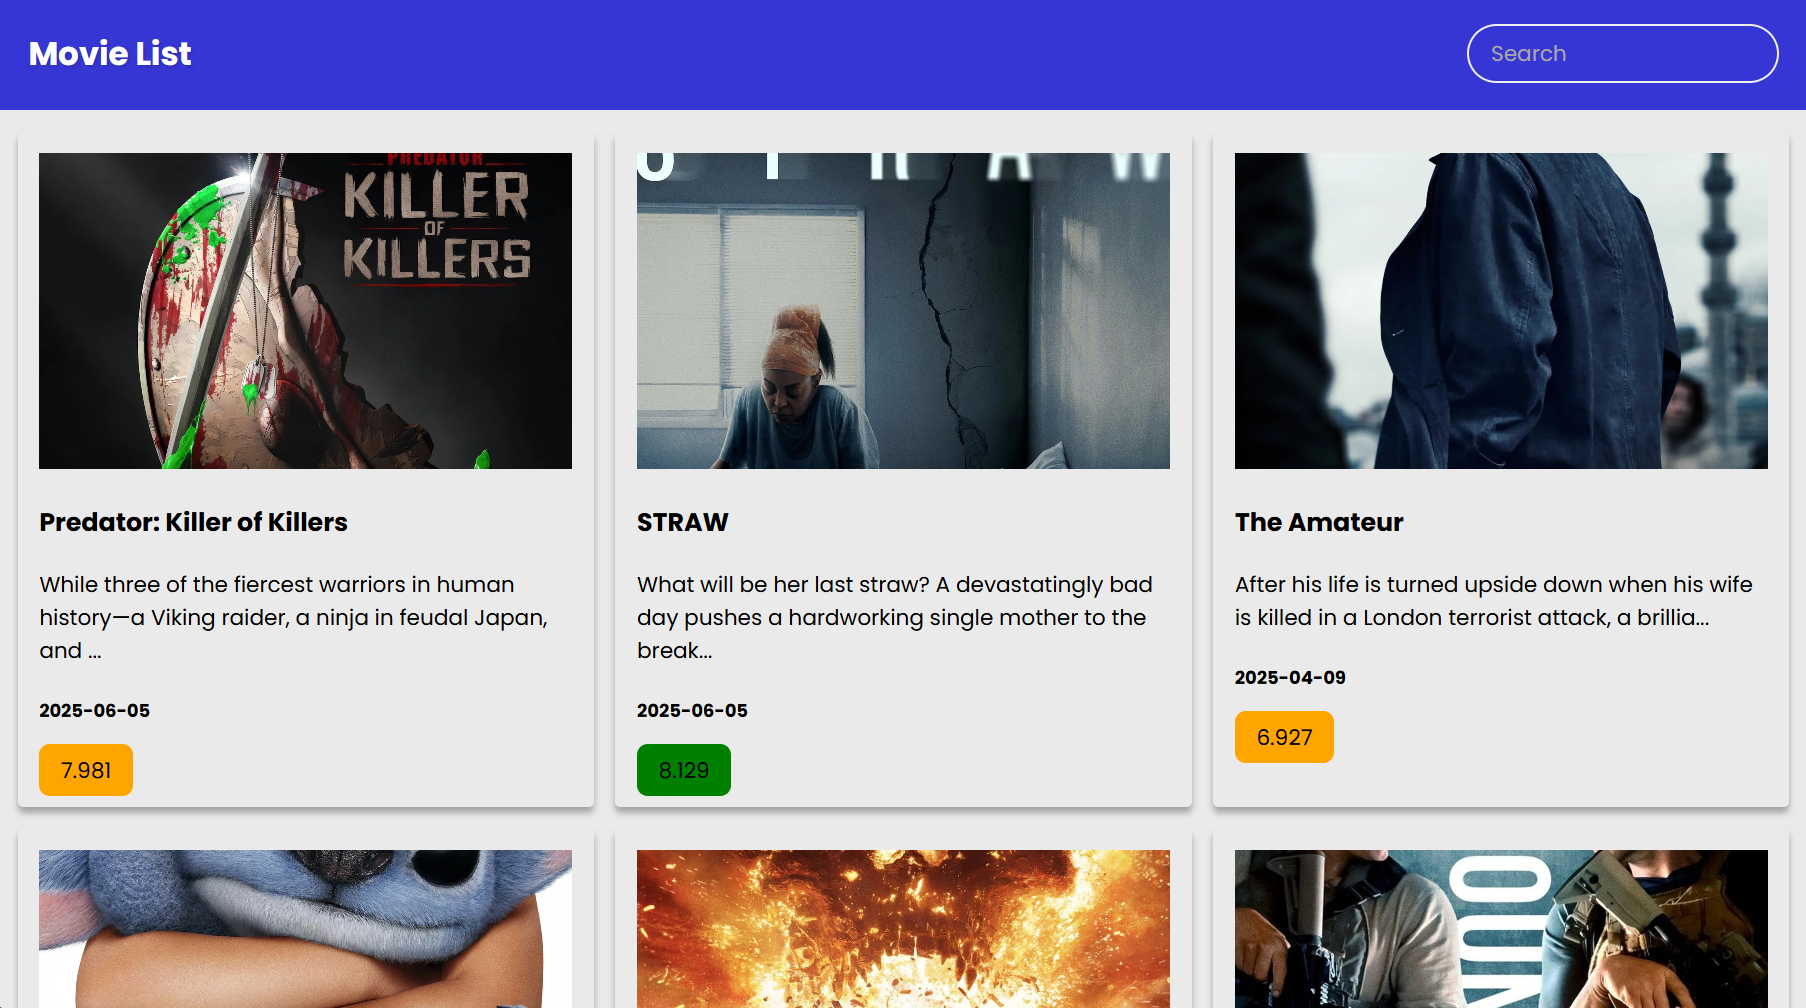 Movie List
Search
PREDATOR
KILLER
OF
KILLERS
STRAW
Predator: Killer of Killers
While three of the fiercest warriors in human
history—a Viking raider, a ninja in feudal Japan,
and ...
2025-06-05
7.981
STRAW
What will be her last straw? A devastatingly bad
day pushes a hardworking single mother to the
break...
2025-06-05
8.129
The Amateur
After his life is turned upside down when his wife
is killed in a London terrorist attack, a brillia...
2025-04-09
6.927